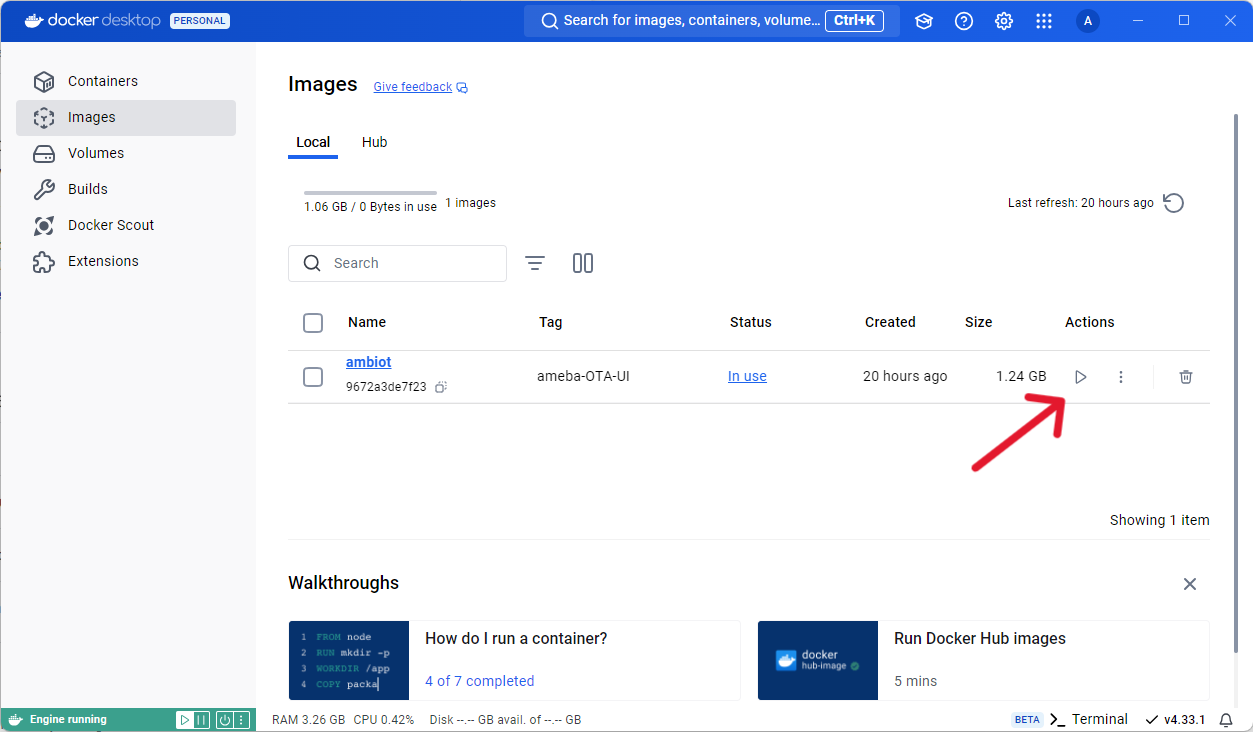 docker desktop PERSONAL
Search for images, containers, volume... Ctrl+K
A
Containers
Images
Volumes
Builds
Docker Scout
Extensions
Images Give feedback
Local Hub
1.06 GB / 0 Bytes in use 1 images
Last refresh: 20 hours ago
Search
Name Tag Status Created Size Actions
ambiot
9672a3de7f23
ameba-OTA-UI In use 20 hours ago 1.24 GB
Showing 1 item
Walkthroughs
1 FROM node
2 RUN mkdir -p
3 WORKDIR /app
4 COPY packa
How do I run a container?
4 of 7 completed
docker
hub-image
Run Docker Hub images
5 mins
Engine running
RAM 3.26 GB CPU 0.42% Disk --.-- GB avail. of --.-- GB
BETA >_ Terminal v4.33.1